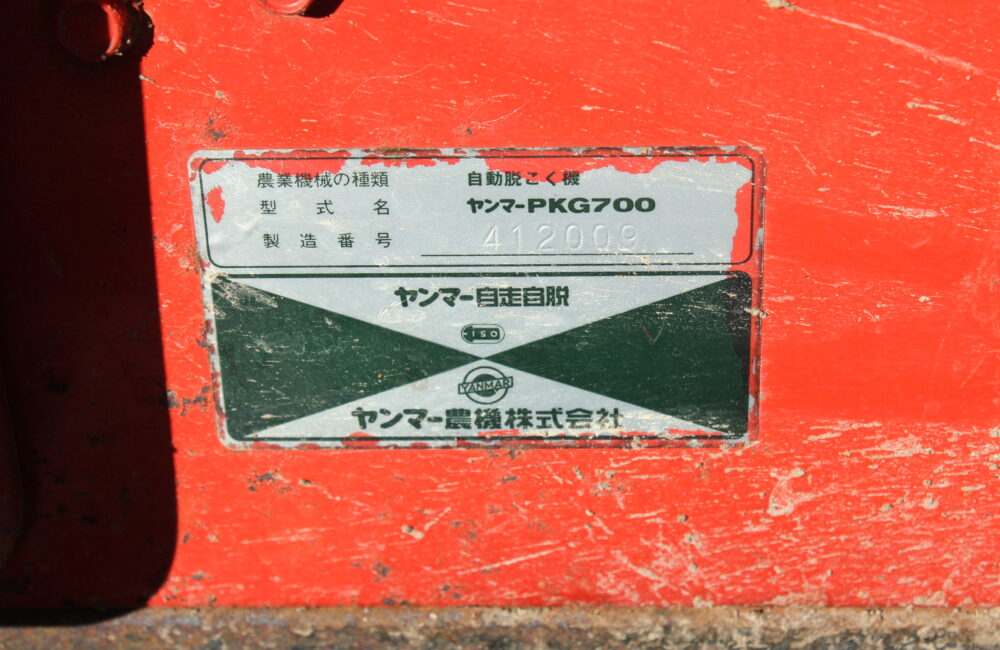 農業機械の種類 自動脱こく機
型式名 ヤンマーPKG700
製造番号 412009
ヤンマー自走自脱
ISO
YANMAR
ヤンマー農機株式会社